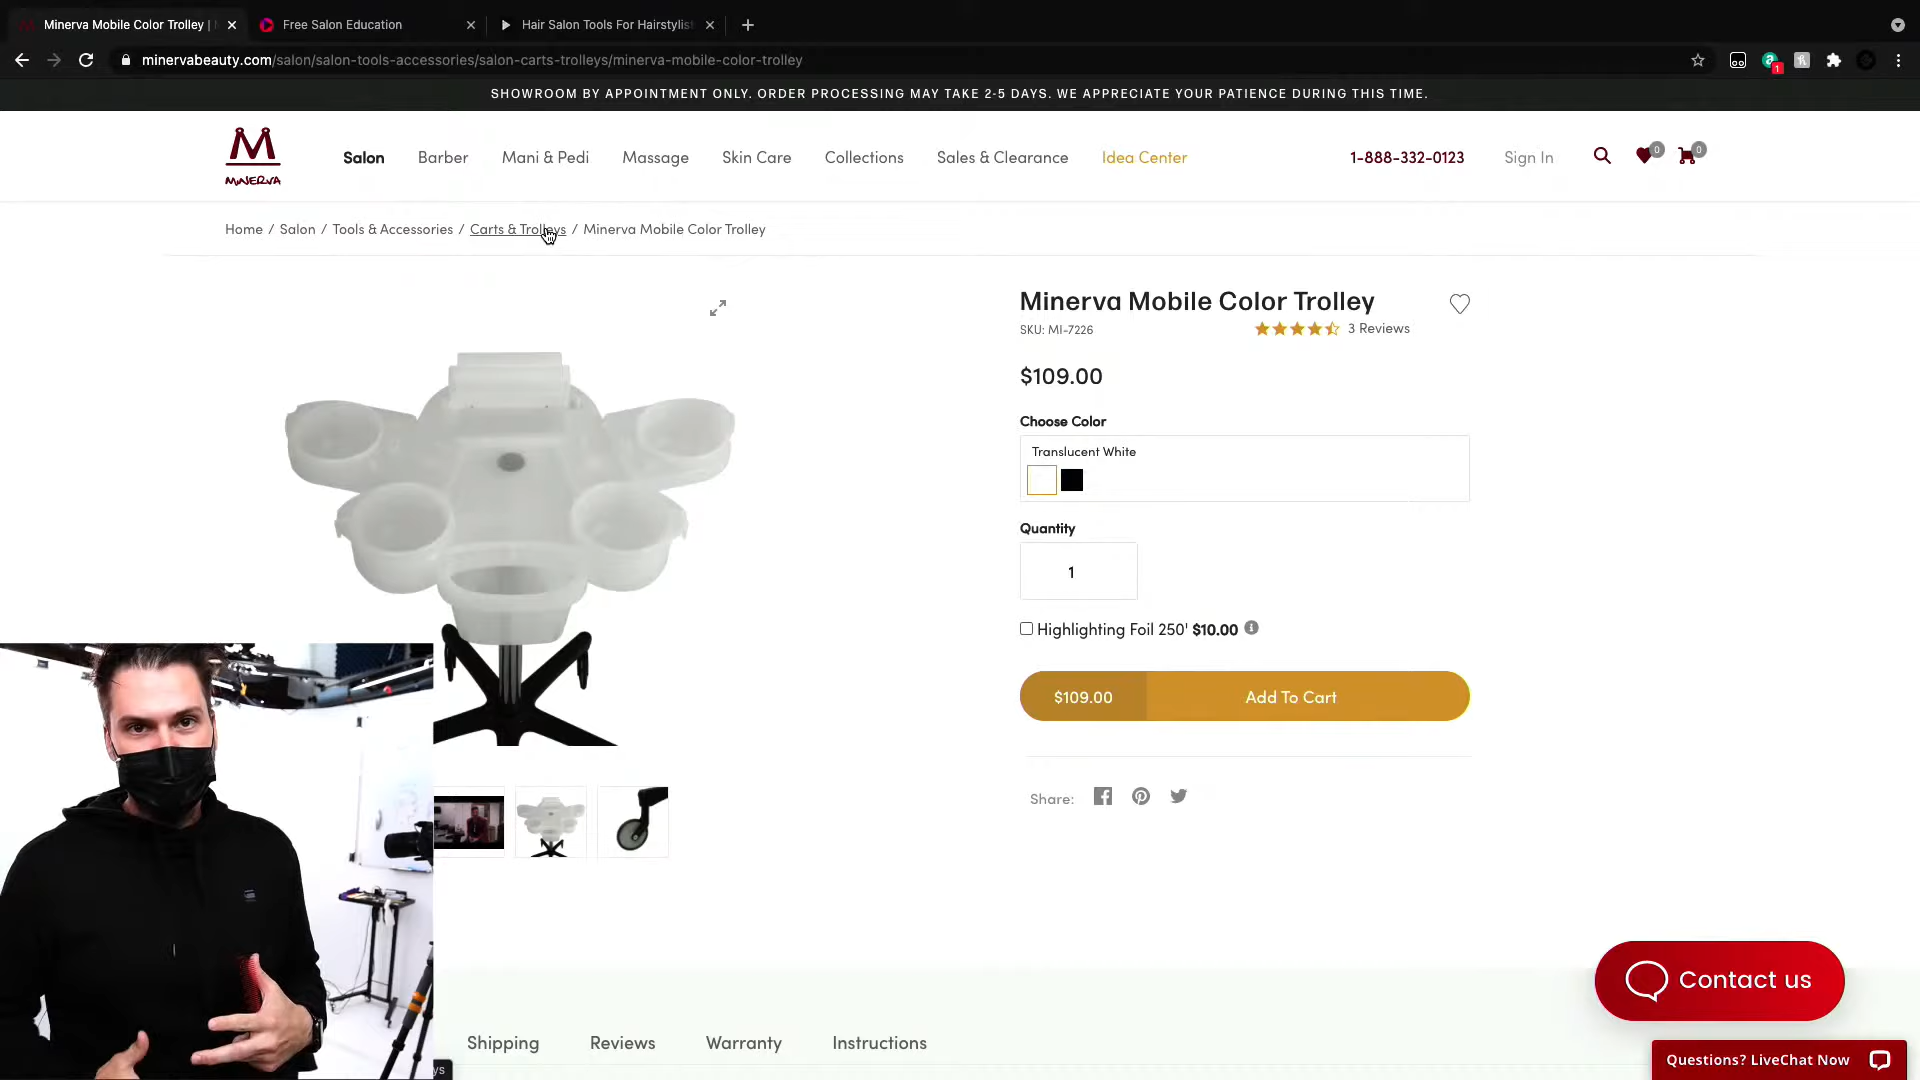 Minerva Mobile Color Trolley |
Free Salon Education
Hair Salon Tools For Hairstylis
minervabeauty.com/salon/salon-tools-accessories/salon-carts-trolleys/minerva-mobile-color-trolley
1
SHOWROOM BY APPOINTMENT ONLY. ORDER PROCESSING MAY TAKE 2-5 DAYS. WE APPRECIATE YOUR PATIENCE DURING THIS TIME.
M
MINERVA
Salon Barber Mani & Pedi Massage Skin Care Collections Sales & Clearance Idea Center 1-888-332-0123 Sign In 0 0
Home / Salon / Tools & Accessories / Carts & Trolleys / Minerva Mobile Color Trolley
Minerva Mobile Color Trolley
SKU: MI-7226 3 Reviews
$109.00
Choose Color
Translucent White
Quantity
1
Highlighting Foil 250' $10.00
$109.00 Add To Cart
Share:
Contact us
Shipping Reviews Warranty Instructions
Questions? LiveChat Now
ys